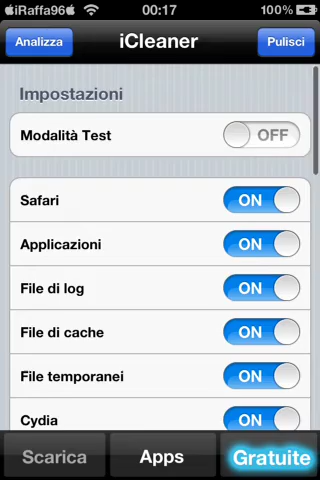 iRaffa96 00:17 100%
Analizza iCleaner Pulisci
Impostazioni
Modalità Test OFF
Safari ON
Applicazioni ON
File di log ON
File di cache ON
File temporanei ON
Cydia ON
Scarica Apps Gratuite